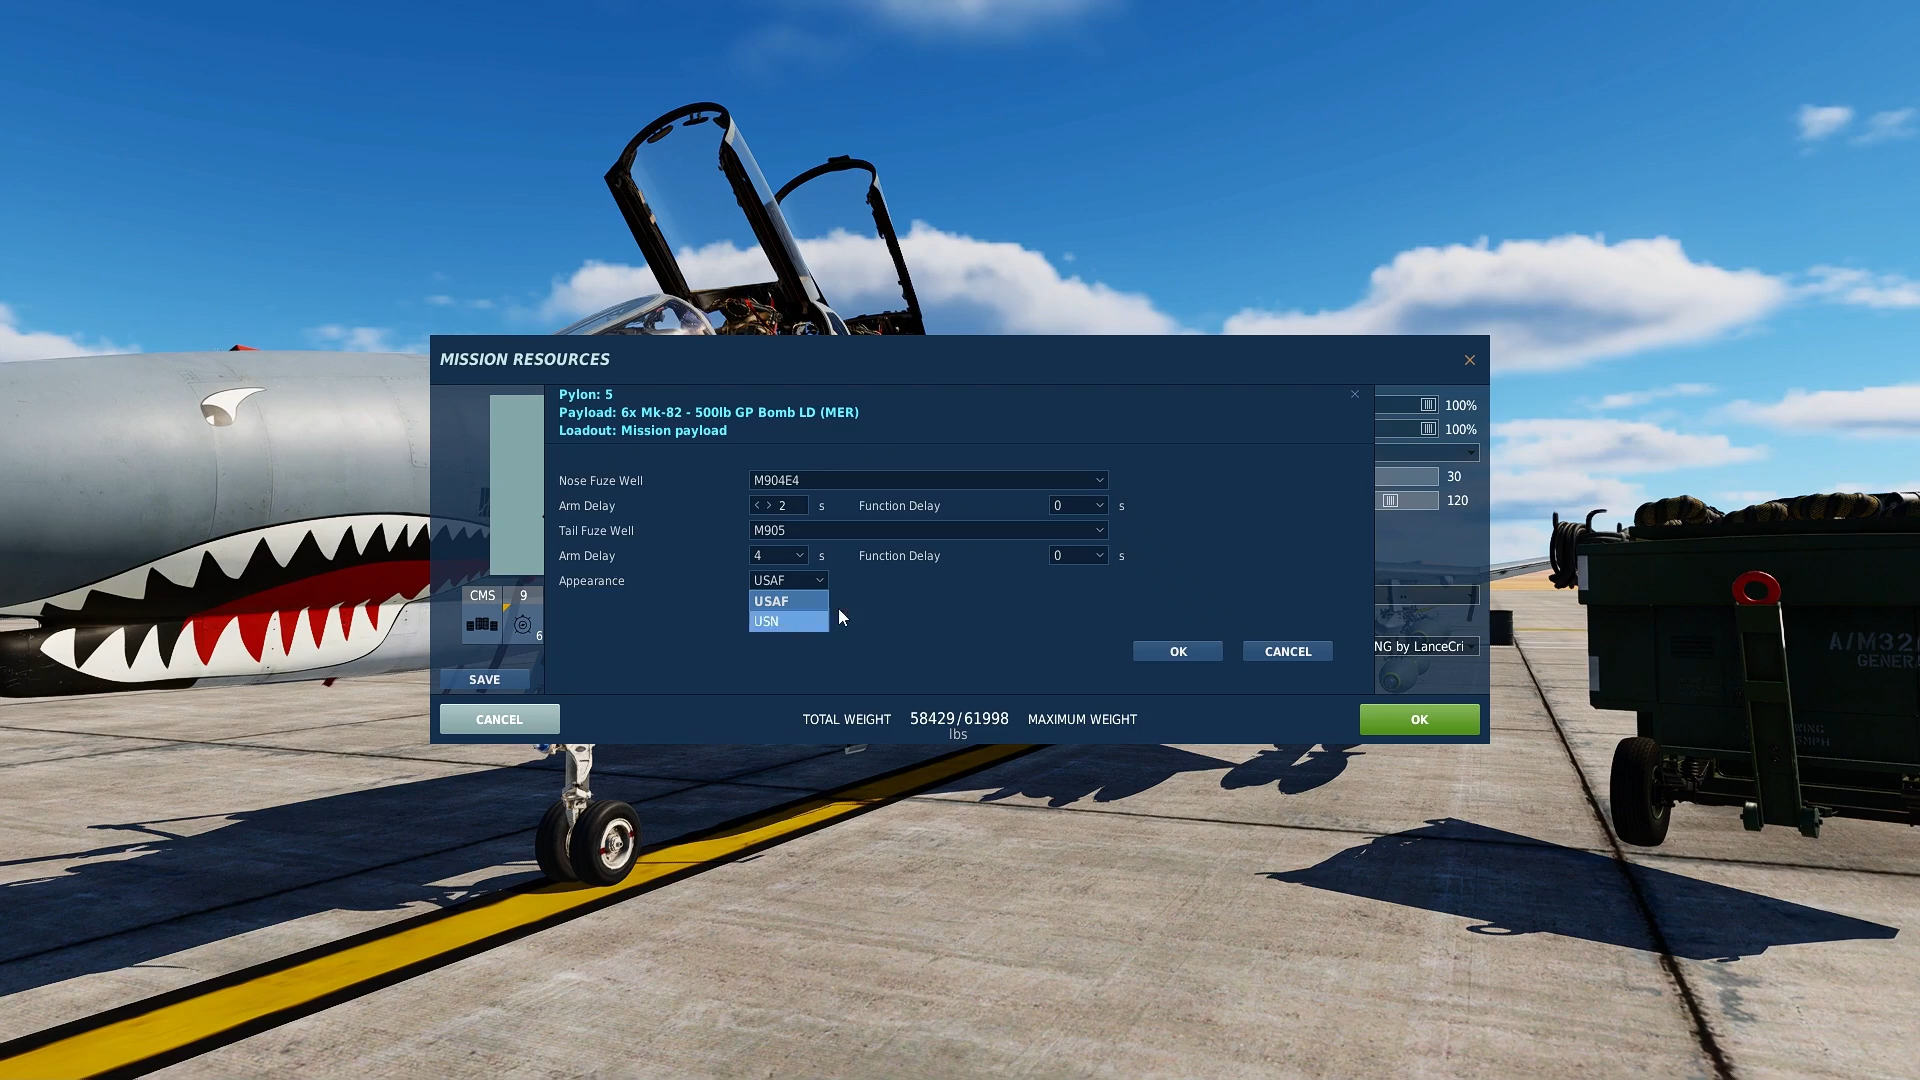 MISSION RESOURCES
Pylon: 5
Payload: 6x Mk-82 - 500lb GP Bomb LD (MER)
Loadout: Mission payload
100%
100%
30
120
Nose Fuze Well M904E4
Arm Delay 2 s Function Delay 0 s
Tail Fuze Well M905
Arm Delay 4 s Function Delay 0 s
Appearance USAF
USAF
USN
CMS 9
6
NG by LanceCri
OK CANCEL
SAVE
CANCEL TOTAL WEIGHT 58429/61998 MAXIMUM WEIGHT OK
lbs
A/M32
GENERA